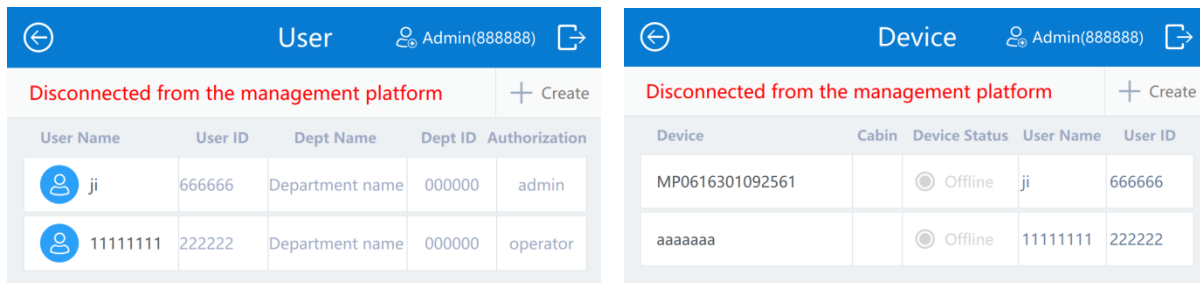 User Admin(888888)
Disconnected from the management platform Create
User Name User ID Dept Name Dept ID Authorization
ji 666666 Department name 000000 admin
11111111 222222 Department name 000000 operator
Device Admin(888888)
Disconnected from the management platform Create
Device Cabin Device Status User Name User ID
MP0616301092561 Offline ji 666666
aaaaaaa Offline 11111111 222222